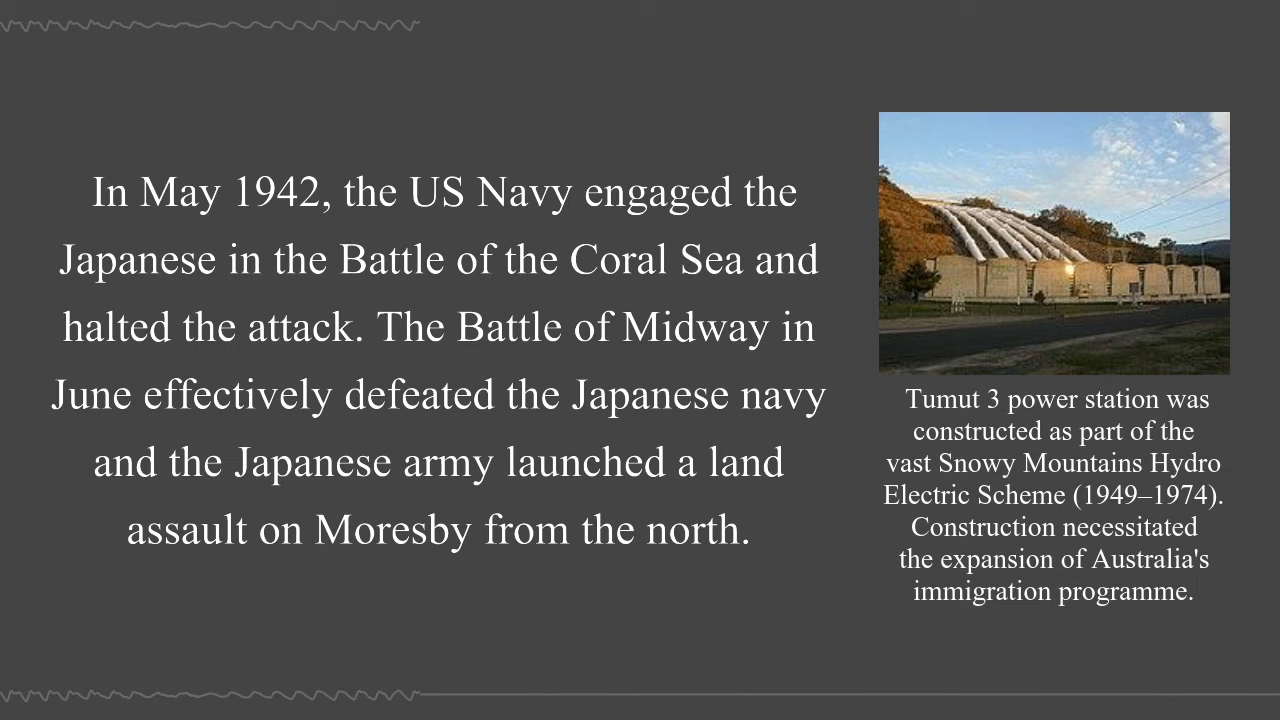 In May 1942, the US Navy engaged the
Japanese in the Battle of the Coral Sea and
halted the attack. The Battle of Midway in
June effectively defeated the Japanese navy
and the Japanese army launched a land
assault on Moresby from the north.
Tumut 3 power station was
constructed as part of the
vast Snowy Mountains Hydro
Electric Scheme (1949–1974).
Construction necessitated
the expansion of Australia's
immigration programme.